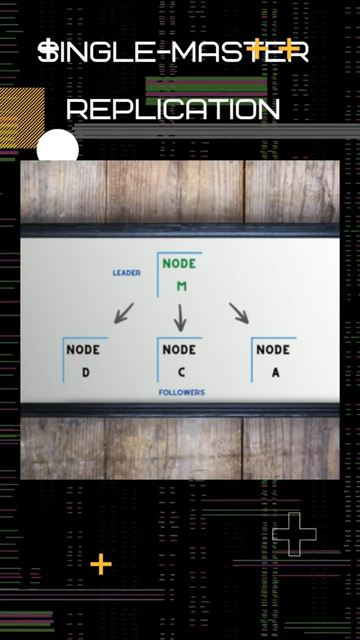 SINGLE-MASTER
REPLICATION
LEADER
NODE
M
NODE
D
NODE
C
NODE
A
FOLLOWERS